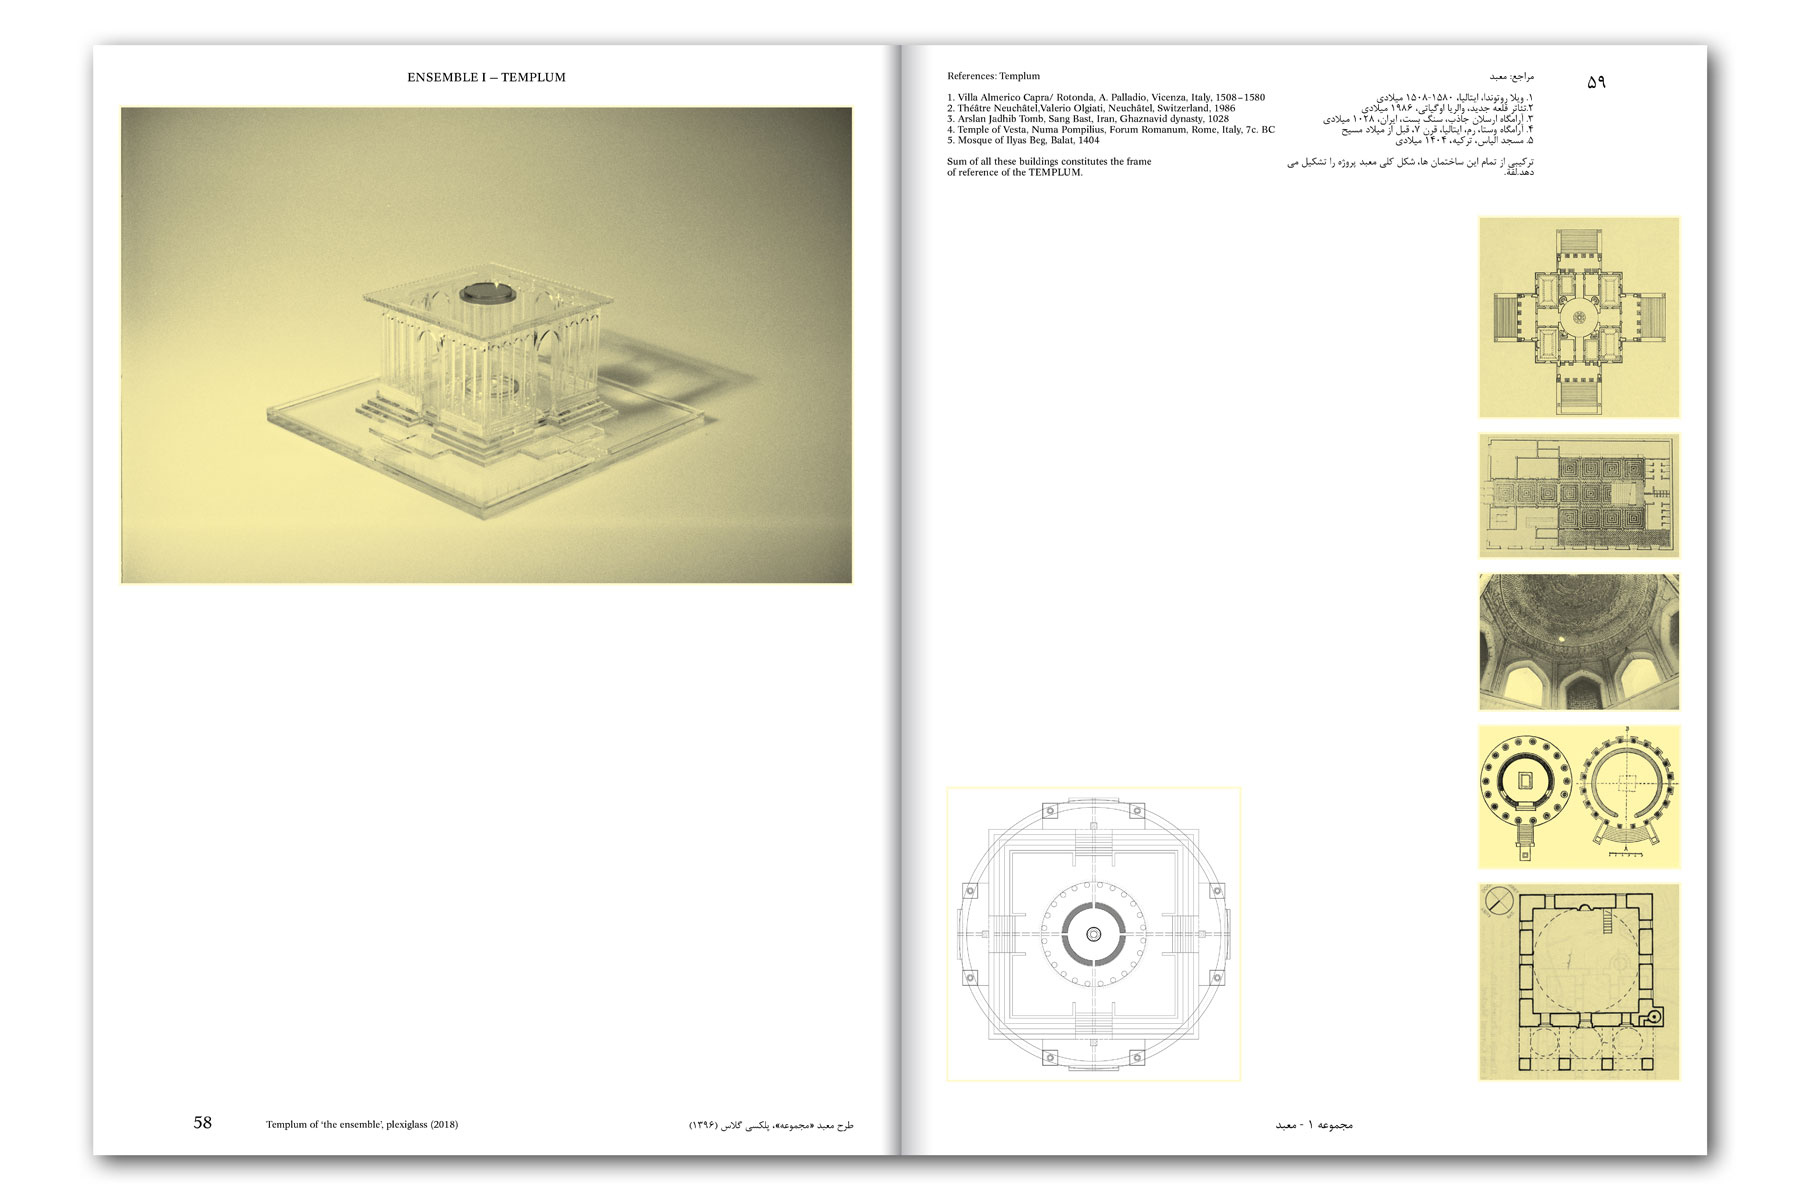 ENSEMBLE I – TEMPLUM
58
Templum of ‘the ensemble’, plexiglass (2018)
طرح معبد «مجموعه»، پلکسی گلاس (۱۳۹۶)
References: Templum
1. Villa Almerico Capra/ Rotonda, A. Palladio, Vicenza, Italy, 1508–1580
2. Théâtre Neuchâtel,Valerio Olgiati, Neuchâtel, Switzerland, 1986
3. Arslan Jadhib Tomb, Sang Bast, Iran, Ghaznavid dynasty, 1028
4. Temple of Vesta, Numa Pompilius, Forum Romanum, Rome, Italy, 7c. BC
5. Mosque of Ilyas Beg, Balat, 1404
Sum of all these buildings constitutes the frame
of reference of the TEMPLUM.
مراجع: معبد
۱. ویلا روتوندا، ایتالیا، ۱۵۸۰-۱۵۰۸ میلادی
۲.تئاتر قلعه جدید، والریا اوگیاتی، ۱۹۸۶ میلادی
۳. آرامگاه ارسلان جاذب، سنگ بست، ایران، ۱۰۲۸ میلادی
۴. آرامگاه وستا، رم، ایتالیا، قرن ۷، قبل از میلاد مسیح
۵. مسجد الیاس، ترکیه، ۱۴۰۴ میلادی
ترکیبی از تمام این ساختمان ها، شکل کلی معبد پروژه را تشکیل می
دهد.لقة.
۵۹
مجموعه ۱ - معبد